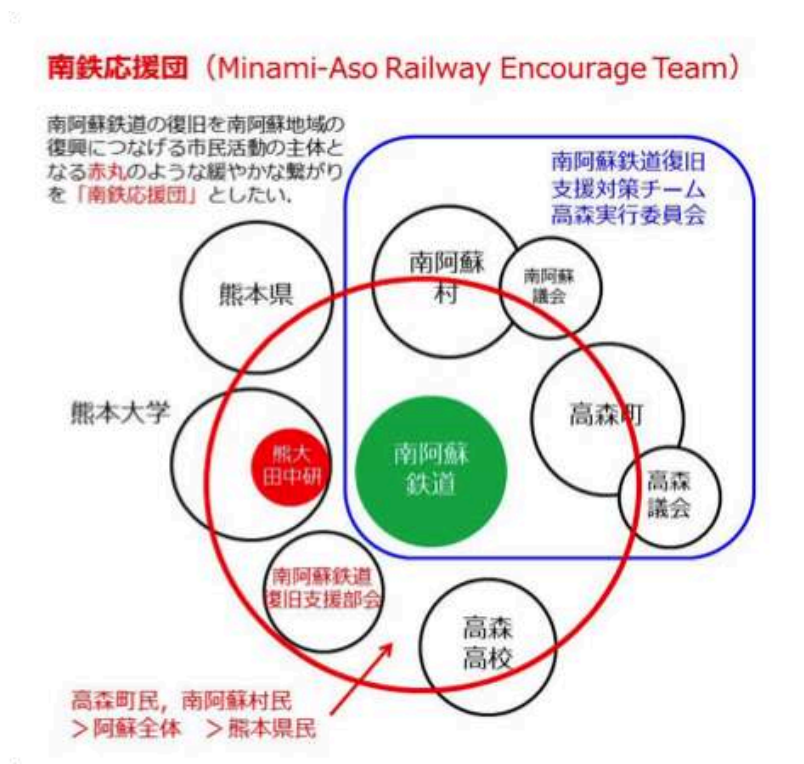 南鉄応援団（Minami-Aso Railway Encourage Team）
南阿蘇鉄道の復旧を南阿蘇地域の
復興につなげる市民活動の主体と
なる赤丸のような緩やかな繋がり
を「南鉄応援団」としたい．
南阿蘇鉄道復旧
支援対策チーム
高森実行委員会
南阿蘇
村
南阿蘇
議会
熊本県
熊本大学
高森町
熊大
田中研
南阿蘇
鉄道
高森
議会
南阿蘇鉄道
復旧支援部会
高森
高校
高森町民，南阿蘇村民
＞阿蘇全体　＞熊本県民